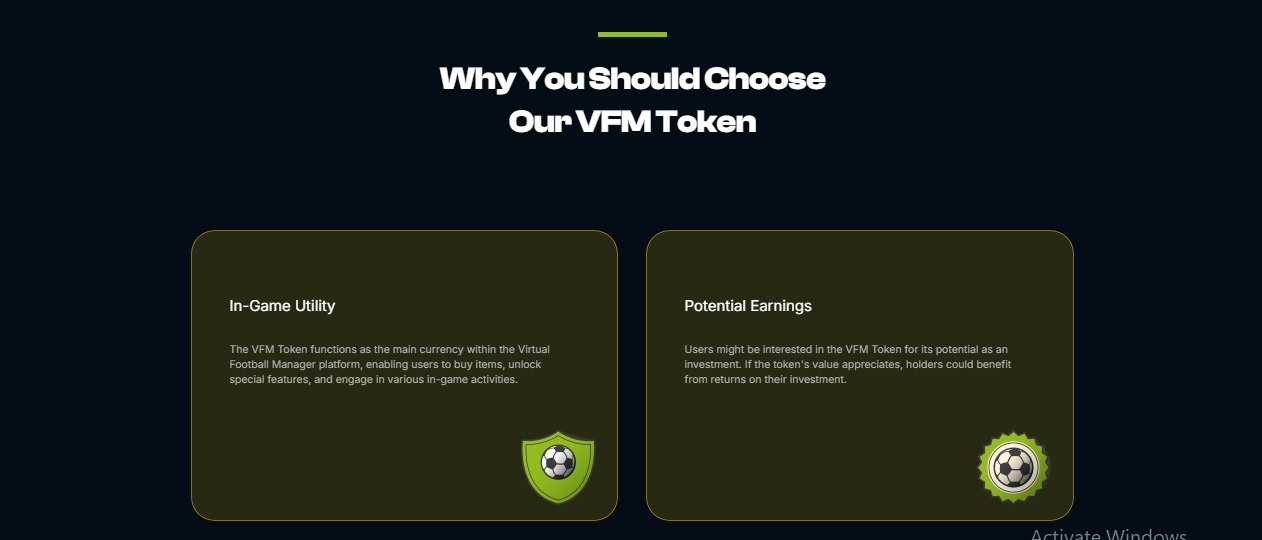 Why You Should Choose
Our VFM Token
In-Game Utility
The VFM Token functions as the main currency within the Virtual
Football Manager platform, enabling users to buy items, unlock
special features, and engage in various in-game activities.
Potential Earnings
Users might be interested in the VFM Token for its potential as an
investment. If the token's value appreciates, holders could benefit
from returns on their investment.
Activate Windows